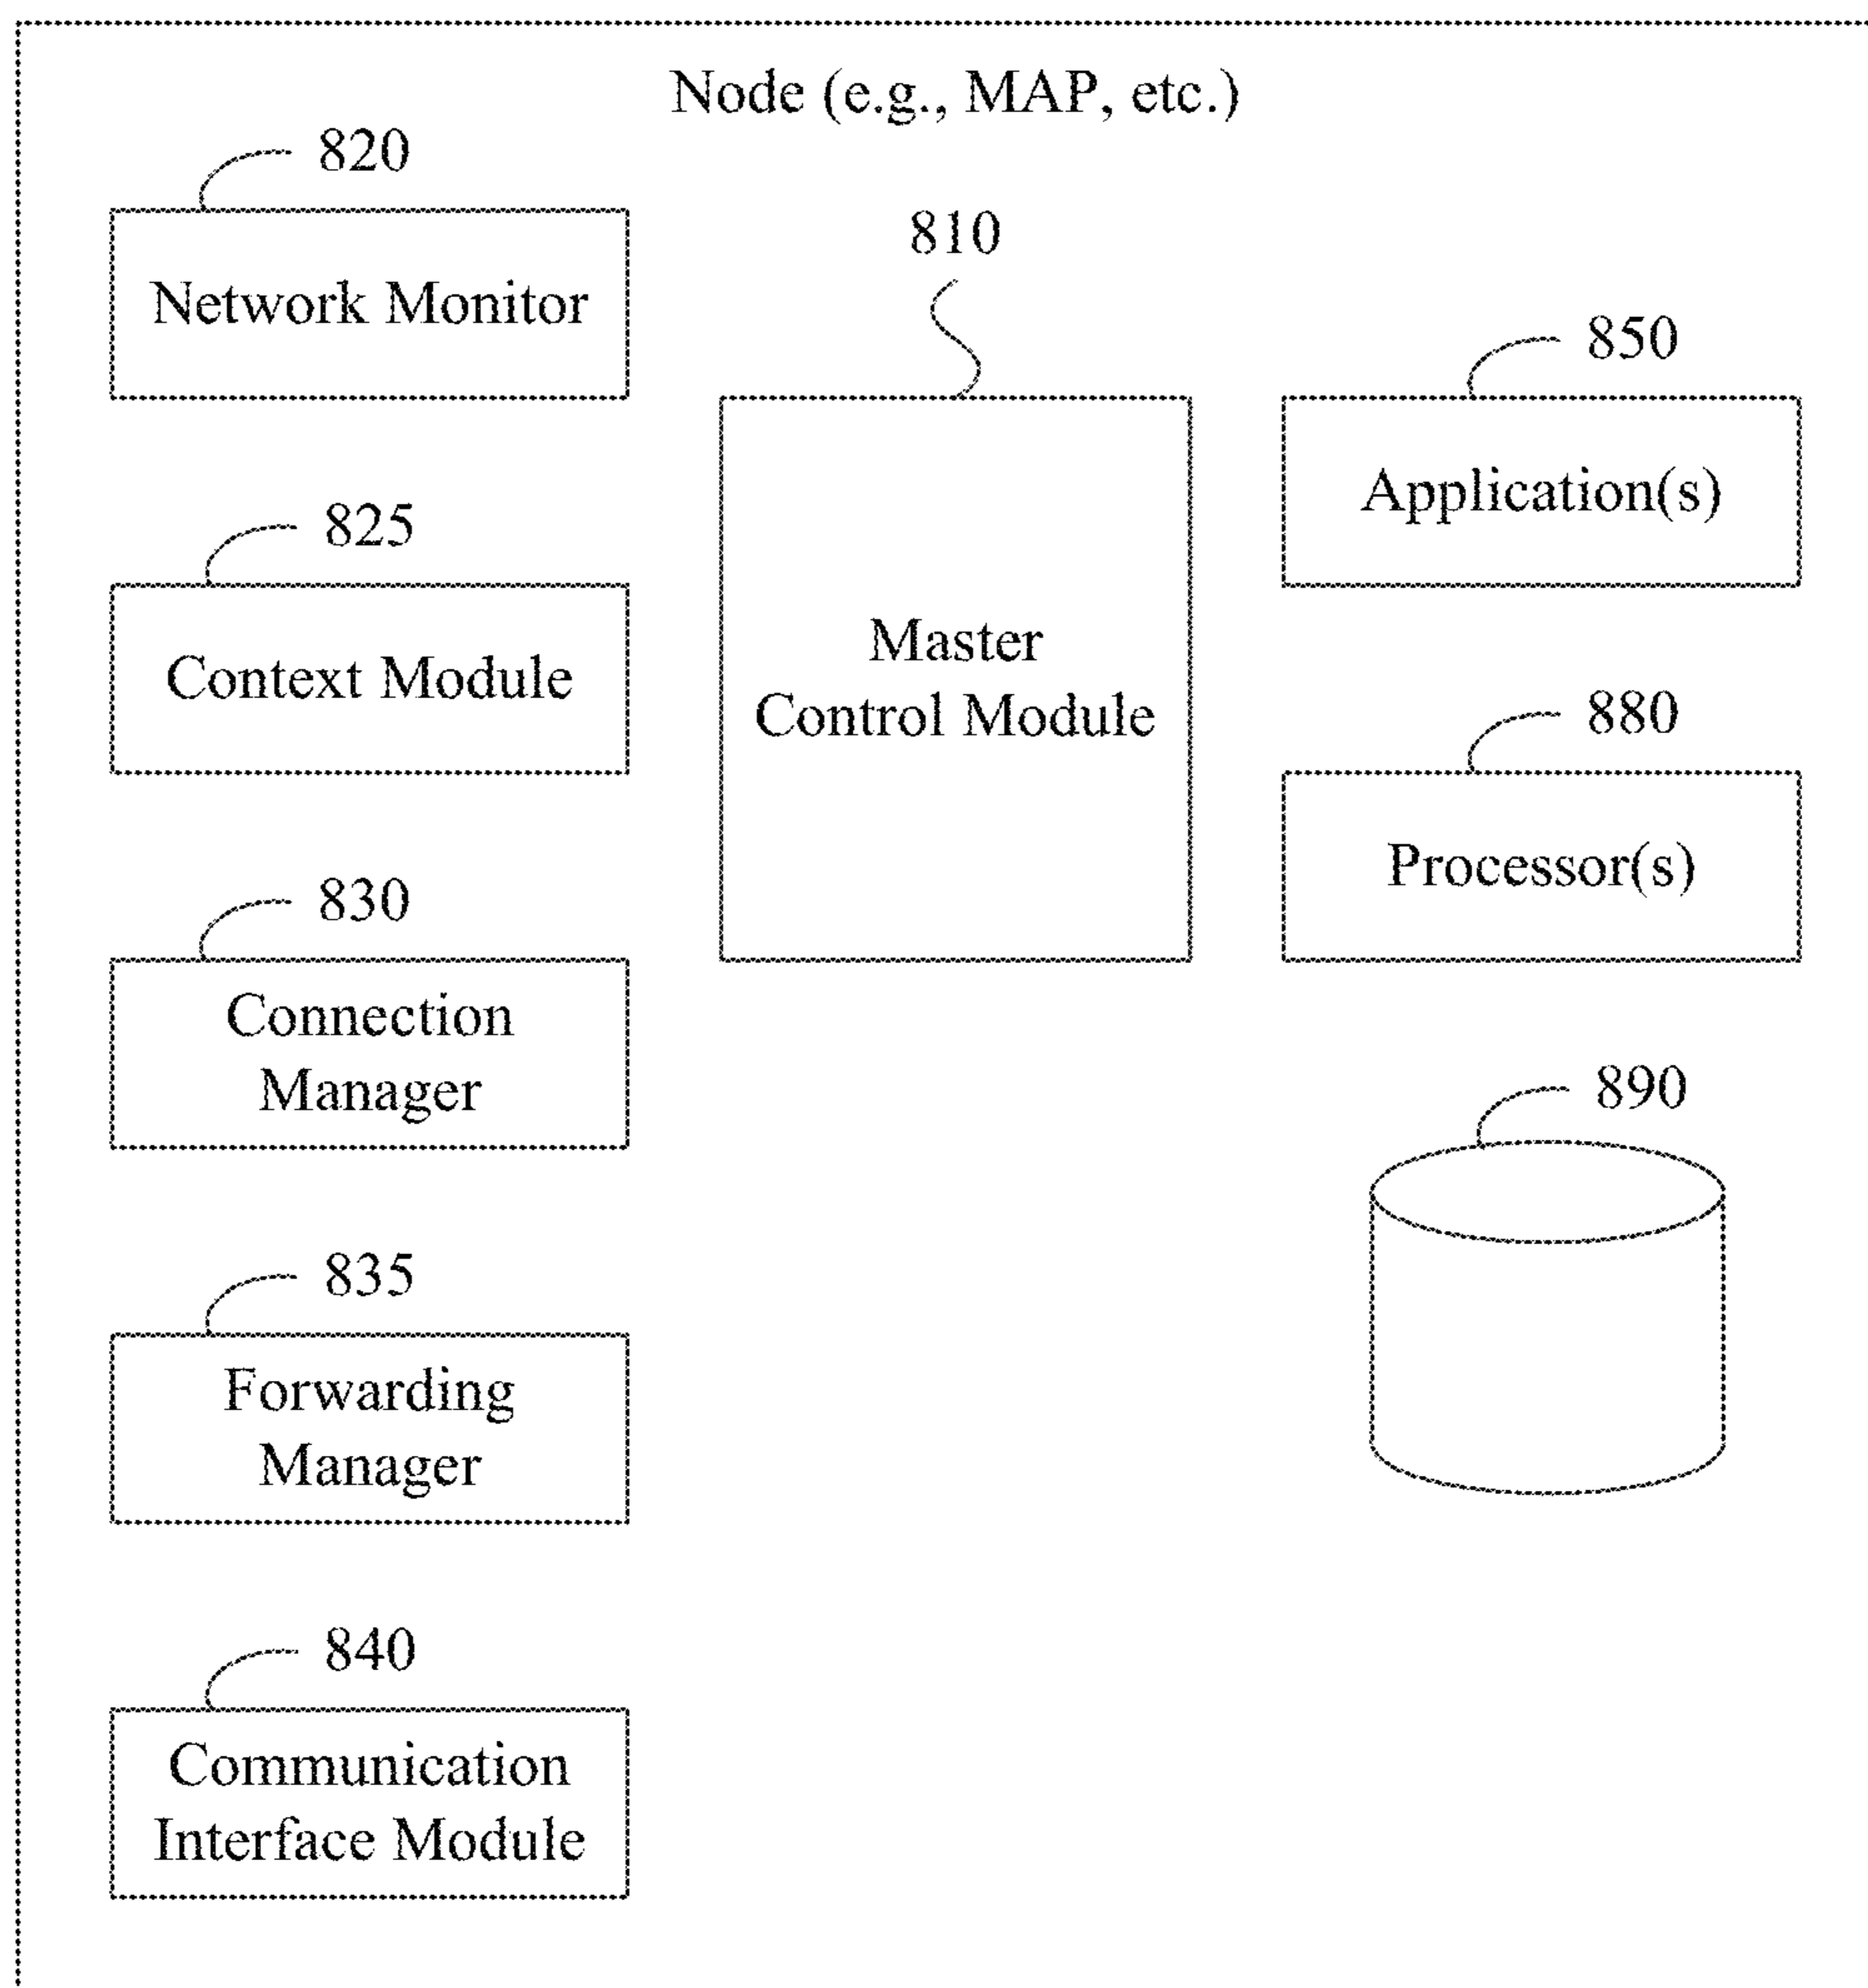 Node (e.g., MAP, etc.)
820
Network Monitor
810
Master
Control Module
850
Application(s)
825
Context Module
880
Processor(s)
830
Connection
Manager
890
835
Forwarding
Manager
840
Communication
Interface Module